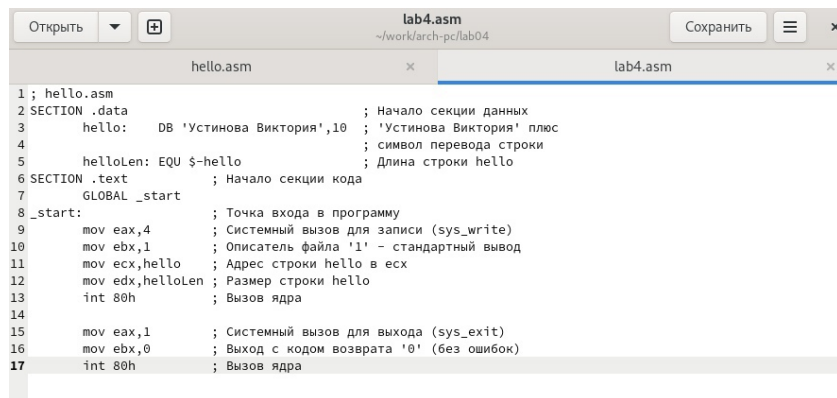 Открыть
lab4.asm
~/work/arch-pc/lab04
Сохранить
hello.asm
lab4.asm
1 ; hello.asm
2 SECTION .data ; Начало секции данных
3 hello: DB 'Устинова Виктория',10 ; 'Устинова Виктория' плюс
4 ; символ перевода строки
5 helloLen: EQU $-hello ; Длина строки hello
6 SECTION .text ; Начало секции кода
7 GLOBAL _start
8 _start: ; Точка входа в программу
9 mov eax,4 ; Системный вызов для записи (sys_write)
10 mov ebx,1 ; Описатель файла '1' - стандартный вывод
11 mov ecx,hello ; Адрес строки hello в ecx
12 mov edx,helloLen ; Размер строки hello
13 int 80h ; Вызов ядра
14
15 mov eax,1 ; Системный вызов для выхода (sys_exit)
16 mov ebx,0 ; Выход с кодом возврата '0' (без ошибок)
17 int 80h ; Вызов ядра